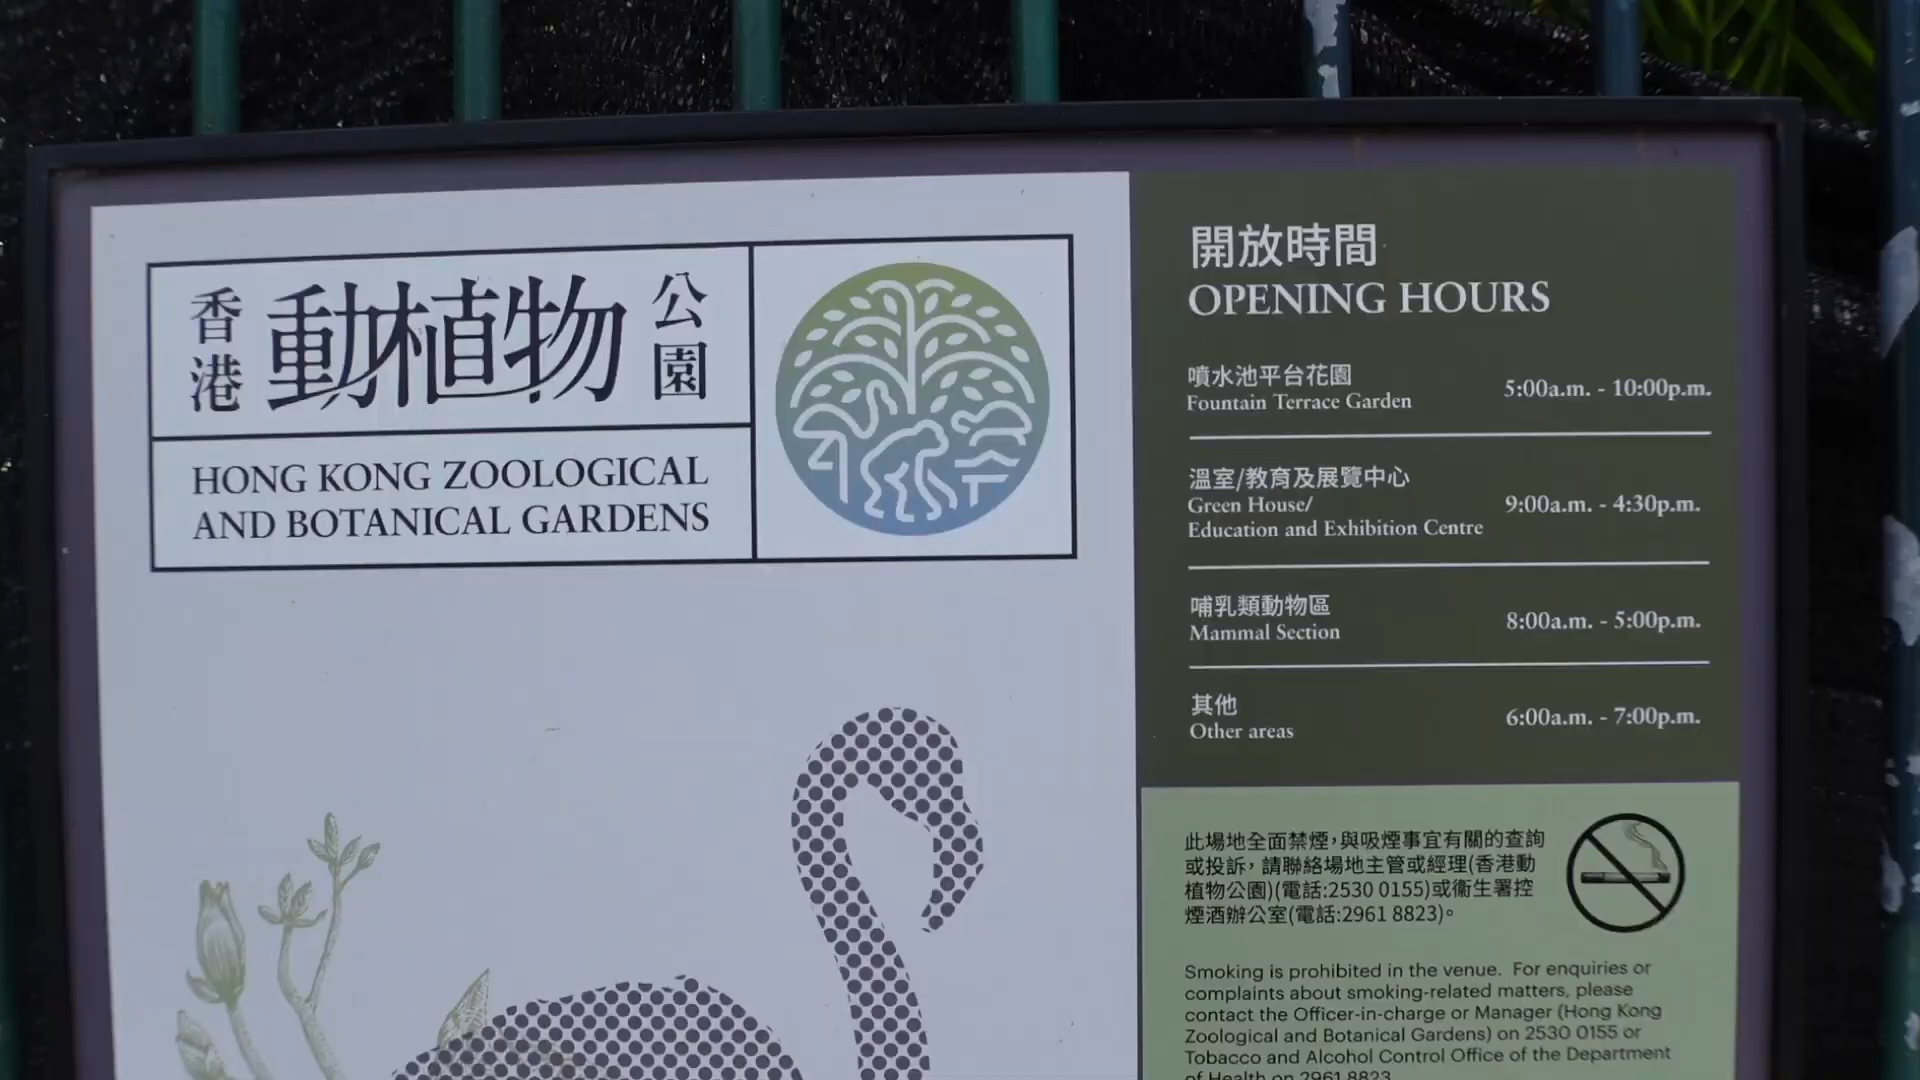 香港動植物公園
HONG KONG ZOOLOGICAL
AND BOTANICAL GARDENS
開放時間
OPENING HOURS
噴水池平台花園
Fountain Terrace Garden
5:00a.m. - 10:00p.m.
溫室/教育及展覽中心
Green House/
Education and Exhibition Centre
9:00a.m. - 4:30p.m.
哺乳類動物區
Mammal Section
8:00a.m. - 5:00p.m.
其他
Other areas
6:00a.m. - 7:00p.m.
此場地全面禁煙，與吸煙事宜有關的查詢
或投訴，請聯絡場地主管或經理(香港動
植物公園)(電話:2530 0155)或衞生署控
煙酒辦公室(電話:2961 8823)。
Smoking is prohibited in the venue. For enquiries or
complaints about smoking-related matters, please
contact the Officer-in-charge or Manager (Hong Kong
Zoological and Botanical Gardens) on 2530 0155 or
Tobacco and Alcohol Control Office of the Department
of Health on 2961 8823